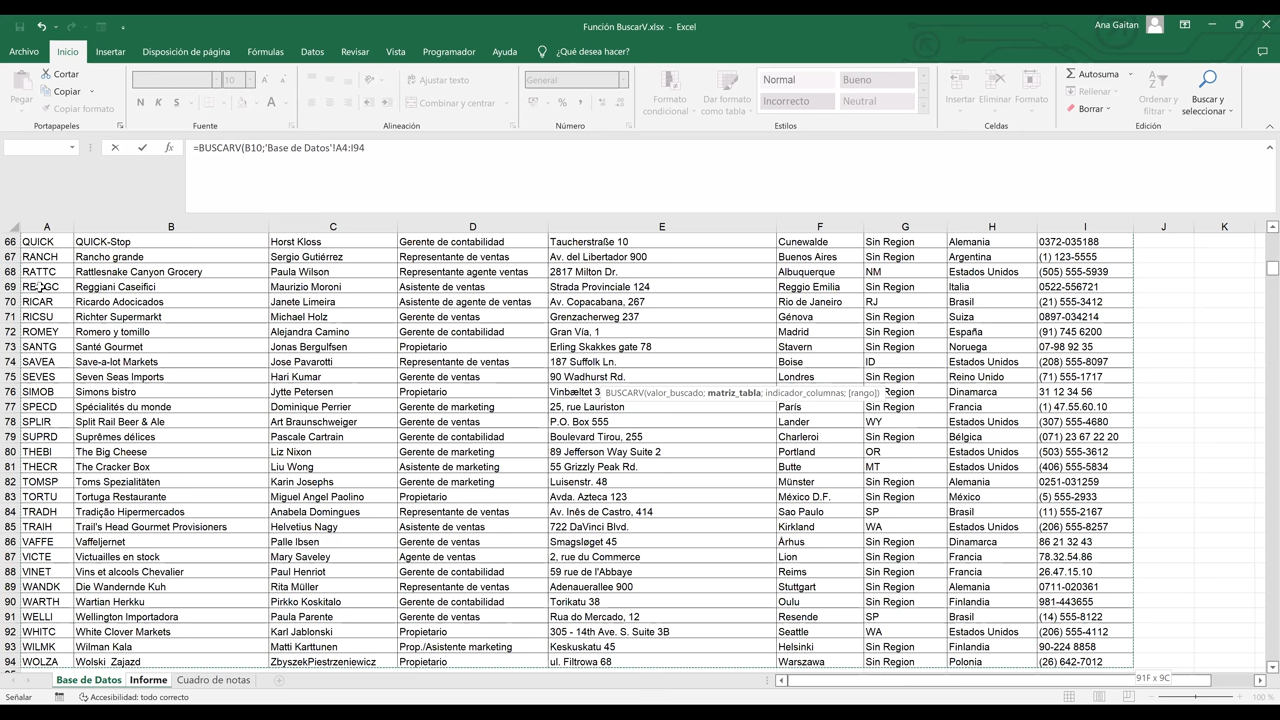 Función BuscarV.xlsx - Excel
Ana Gaitan
Archivo Inicio Insertar Disposición de página Fórmulas Datos Revisar Vista Programador Ayuda ¿Qué desea hacer?
Pegar
Cortar
Copiar
Copiar formato
Portapapeles
10
N K S
Fuente
Ajustar texto
Combinar y centrar
Alineación
General
Número
Formato condicional
Dar formato como tabla
Normal Bueno
Incorrecto Neutral
Estilos
Insertar Eliminar Formato
Celdas
Autosuma
Rellenar
Borrar
Ordenar y filtrar
Buscar y seleccionar
Edición
=BUSCARV(B10;'Base de Datos'!A4:I94
A B C D E F G H I J K L
66 QUICK QUICK-Stop Horst Kloss Gerente de contabilidad Taucherstraße 10 Cunewalde Sin Region Alemania 0372-035188
67 RANCH Rancho grande Sergio Gutiérrez Representante de ventas Av. del Libertador 900 Buenos Aires Sin Region Argentina (1) 123-5555
68 RATTC Rattlesnake Canyon Grocery Paula Wilson Representante agente ventas 2817 Milton Dr. Albuquerque NM Estados Unidos (505) 555-5939
69 Reggiani Caseifici Maurizio Moroni Asistente de ventas Strada Provinciale 124 Reggio Emilia Sin Region Italia 0522-556721
70 RICAR Ricardo Adocicados Janete Limeira Asistente de agente de ventas Av. Copacabana, 267 Rio de Janeiro RJ Brasil (21) 555-3412
71 RICSU Richter Supermarkt Michael Holz Gerente de ventas Grenzacherweg 237 Génova Sin Region Suiza 0897-034214
72 ROMEY Romero y tomillo Alejandra Camino Gerente de contabilidad Gran Vía, 1 Madrid Sin Region España (91) 745 6200
73 SANTG Santé Gourmet Jonas Bergulfsen Propietario Erling Skakkes gate 78 Stavern Sin Region Noruega 07-98 92 35
74 SAVEA Save-a-lot Markets Jose Pavarotti Representante de ventas 187 Suffolk Ln. Boise ID Estados Unidos (208) 555-8097
75 SEVES Seven Seas Imports Hari Kumar Gerente de ventas 90 Wadhurst Rd. Londres Sin Region Reino Unido (71) 555-1717
76 SIMOB Simons bistro Jytte Petersen Propietario Vinbæltet 3 BUSCARV(valor_buscado; matriz_tabla; indicador_columnas; [rango]) Region Dinamarca 31 12 34 56
77 SPECD Spécialités du monde Dominique Perrier Gerente de marketing 25, rue Lauriston París Sin Region Francia (1) 47.55.60.10
78 SPLIR Split Rail Beer & Ale Art Braunschweiger Gerente de ventas P.O. Box 555 Lander WY Estados Unidos (307) 555-4680
79 SUPRD Suprêmes délices Pascale Cartrain Gerente de contabilidad Boulevard Tirou, 255 Charleroi Sin Region Bélgica (071) 23 67 22 20
80 THEBI The Big Cheese Liz Nixon Gerente de marketing 89 Jefferson Way Suite 2 Portland OR Estados Unidos (503) 555-3612
81 THECR The Cracker Box Liu Wong Asistente de marketing 55 Grizzly Peak Rd. Butte MT Estados Unidos (406) 555-5834
82 TOMSP Toms Spezialitäten Karin Josephs Gerente de marketing Luisenstr. 48 Münster Sin Region Alemania 0251-031259
83 TORTU Tortuga Restaurante Miguel Angel Paolino Propietario Avda. Azteca 123 México D.F. Sin Region México (5) 555-2933
84 TRADH Tradição Hipermercados Anabela Domingues Representante de ventas Av. Inês de Castro, 414 Sao Paulo SP Brasil (11) 555-2167
85 TRAIH Trail's Head Gourmet Provisioners Helvetius Nagy Asistente de ventas 722 DaVinci Blvd. Kirkland WA Estados Unidos (206) 555-8257
86 VAFFE Vaffeljernet Palle Ibsen Gerente de ventas Smagsløget 45 Århus Sin Region Dinamarca 86 21 32 43
87 VICTE Victuailles en stock Mary Saveley Agente de ventas 2, rue du Commerce Lion Sin Region Francia 78.32.54.86
88 VINET Vins et alcools Chevalier Paul Henriot Gerente de contabilidad 59 rue de l'Abbaye Reims Sin Region Francia 26.47.15.10
89 WANDK Die Wandernde Kuh Rita Müller Representante de ventas Adenauerallee 900 Stuttgart Sin Region Alemania 0711-020361
90 WARTH Wartian Herkku Pirkko Koskitalo Gerente de contabilidad Torikatu 38 Oulu Sin Region Finlandia 981-443655
91 WELLI Wellington Importadora Paula Parente Gerente de ventas Rua do Mercado, 12 Resende SP Brasil (14) 555-8122
92 WHITC White Clover Markets Karl Jablonski Propietario 305 - 14th Ave. S. Suite 3B Seattle WA Estados Unidos (206) 555-4112
93 WILMK Wilman Kala Matti Karttunen Prop./Asistente marketing Keskuskatu 45 Helsinki Sin Region Finlandia 90-224 8858
94 WOLZA Wolski Zajazd ZbyszekPiestrzeniewicz Propietario ul. Filtrowa 68 Warszawa Sin Region Polonia (26) 642-7012
Base de Datos Informe Cuadro de notas
91F x 9C
Señalar Accesibilidad: todo correcto 100 %